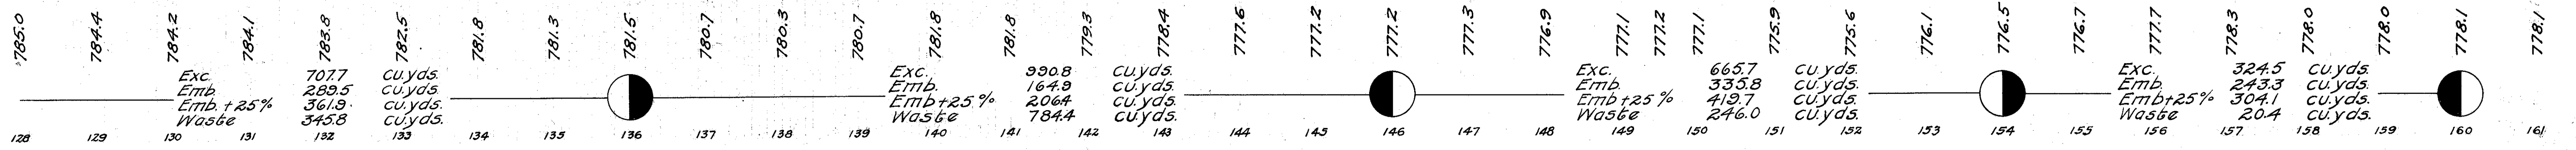 785.0 784.4 784.2 784.1 783.8 782.5 781.8 781.3 781.5 780.7 780.3 780.7 781.8 781.8 779.3 778.4 777.6 777.2 777.2 777.3 776.9 777.1 777.2 777.1 775.9 775.6 776.1 776.5 776.7 777.7 778.3 778.0 778.0 778.1 778.1
Exc. 707.7 cu.yds. Exc. 990.8 cu.yds. Exc. 665.7 cu.yds. Exc. 324.5 cu.yds.
Emb. 289.5 cu.yds. Emb. 164.9 cu.yds. Emb. 335.8 cu.yds. Emb. 243.3 cu.yds.
Emb.+25% 361.9 cu.yds. Emb+25% 206.4 cu.yds. Emb+25% 419.7 cu.yds. Emb+25% 304.1 cu.yds.
Waste 345.8 cu.yds. Waste 784.4 cu.yds. Waste 246.0 cu.yds. Waste 20.4 cu.yds.
128 129 130 131 132 133 134 135 136 137 138 139 140 141 142 143 144 145 146 147 148 149 150 151 152 153 154 155 156 157 158 159 160 161